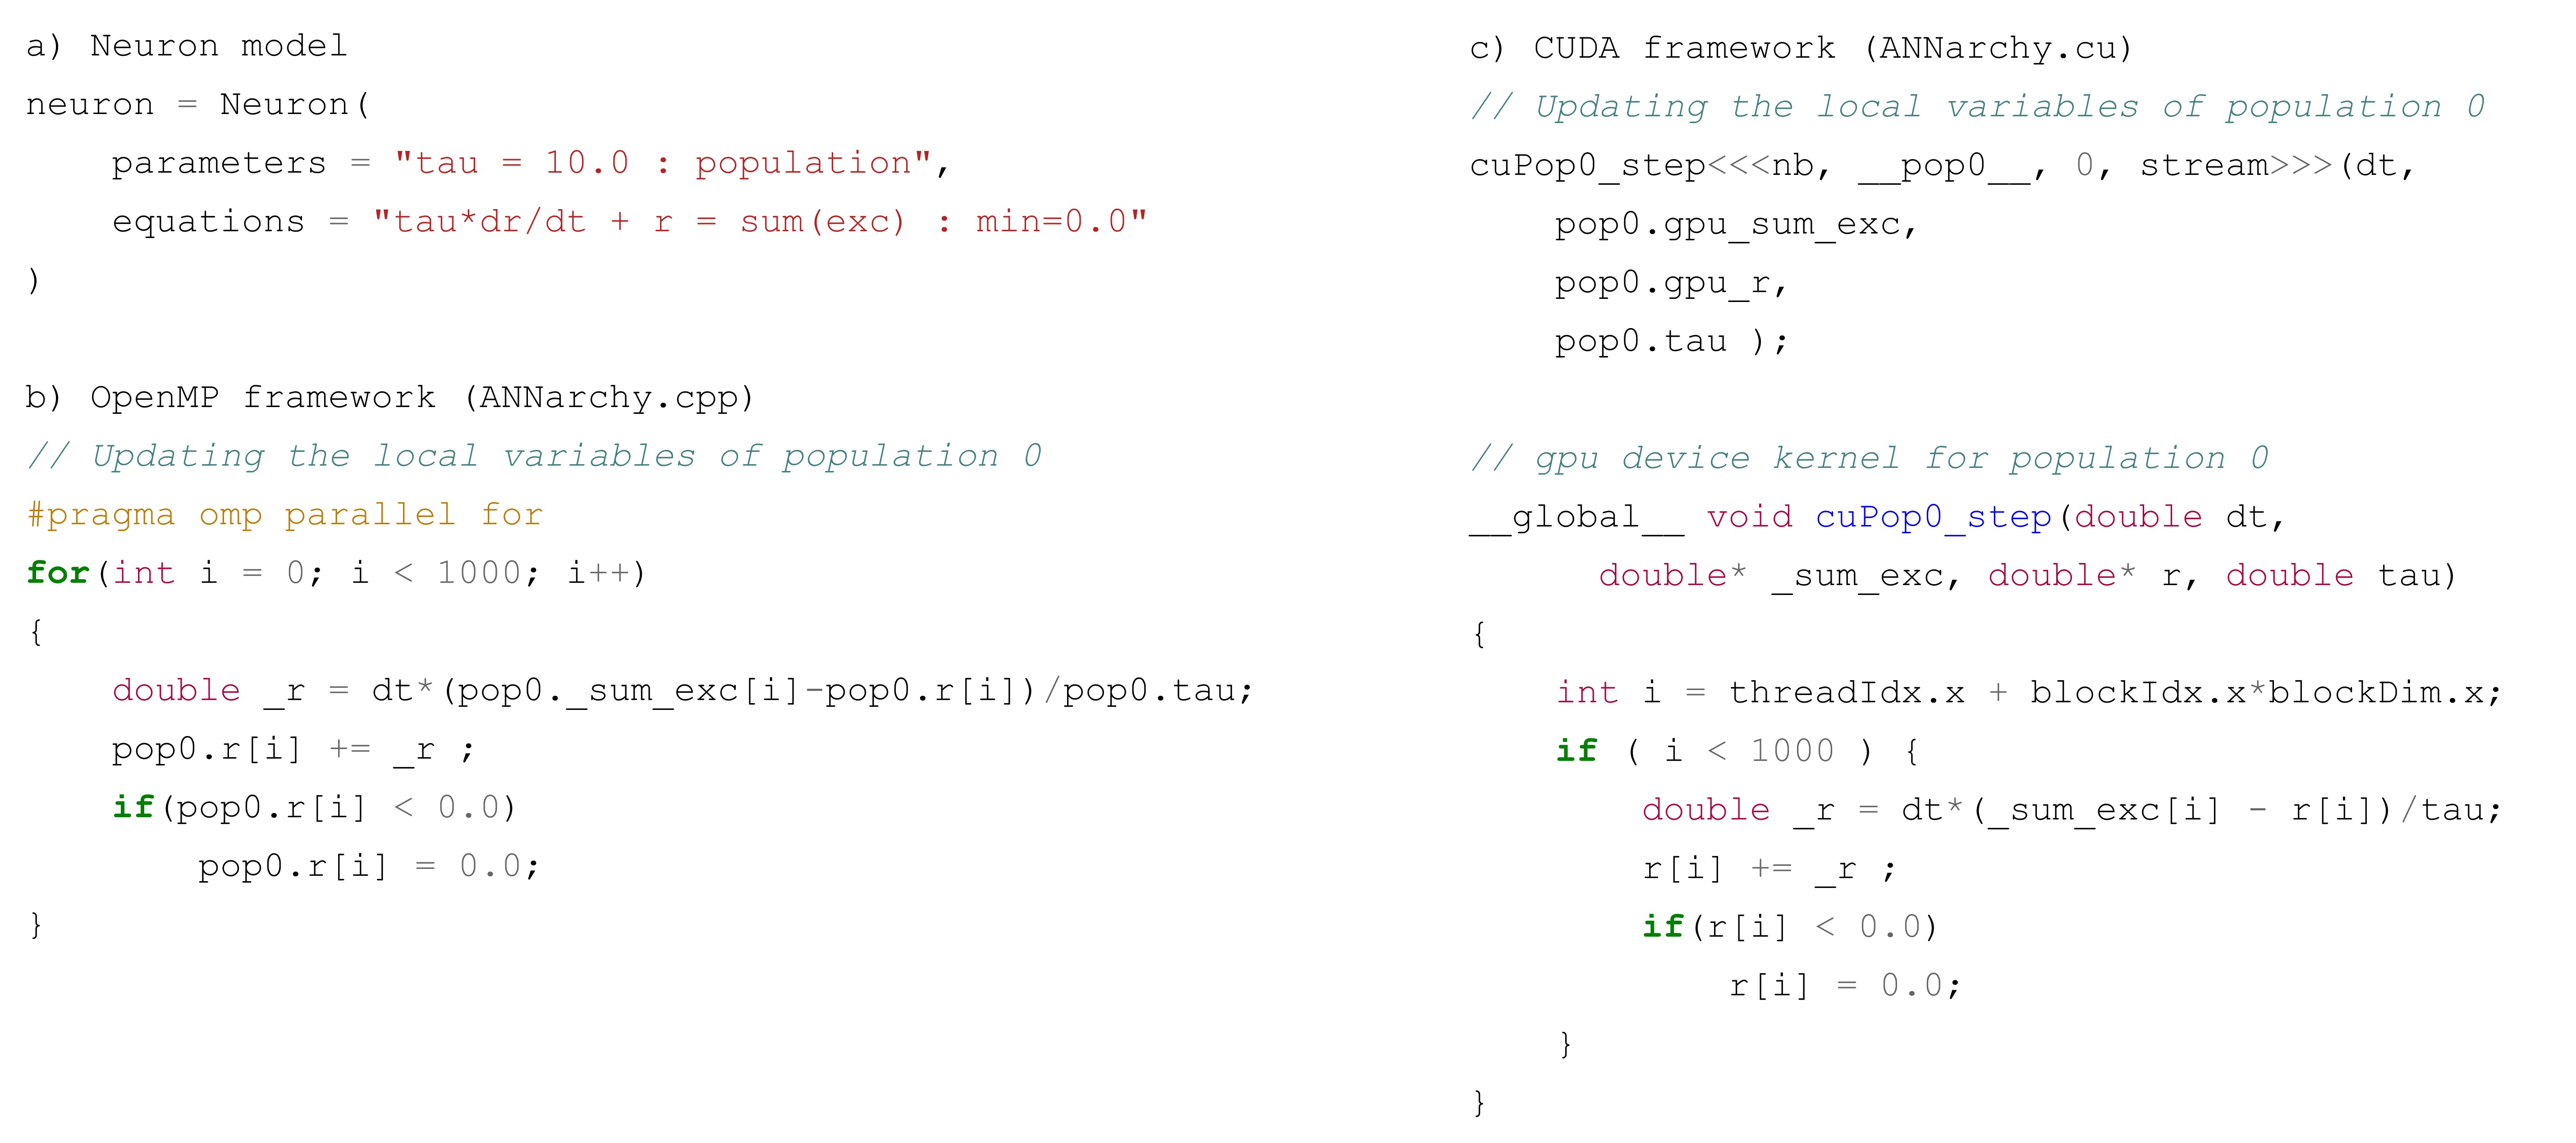 a) Neuron model
neuron = Neuron(
    parameters = "tau = 10.0 : population",
    equations = "tau*dr/dt + r = sum(exc) : min=0.0"
)
b) OpenMP framework (ANNarchy.cpp)
// Updating the local variables of population 0
#pragma omp parallel for
for(int i = 0; i < 1000; i++)
{
    double _r = dt*(pop0._sum_exc[i]-pop0.r[i])/pop0.tau;
    pop0.r[i] += _r ;
    if(pop0.r[i] < 0.0)
        pop0.r[i] = 0.0;
}
c) CUDA framework (ANNarchy.cu)
// Updating the local variables of population 0
cuPop0_step<<<nb, __pop0__, 0, stream>>>(dt,
    pop0.gpu_sum_exc,
    pop0.gpu_r,
    pop0.tau );
// gpu device kernel for population 0
__global__ void cuPop0_step(double dt,
      double* _sum_exc, double* r, double tau)
{
    int i = threadIdx.x + blockIdx.x*blockDim.x;
    if ( i < 1000 ) {
        double _r = dt*(_sum_exc[i] - r[i])/tau;
        r[i] += _r ;
        if(r[i] < 0.0)
            r[i] = 0.0;
    }
}